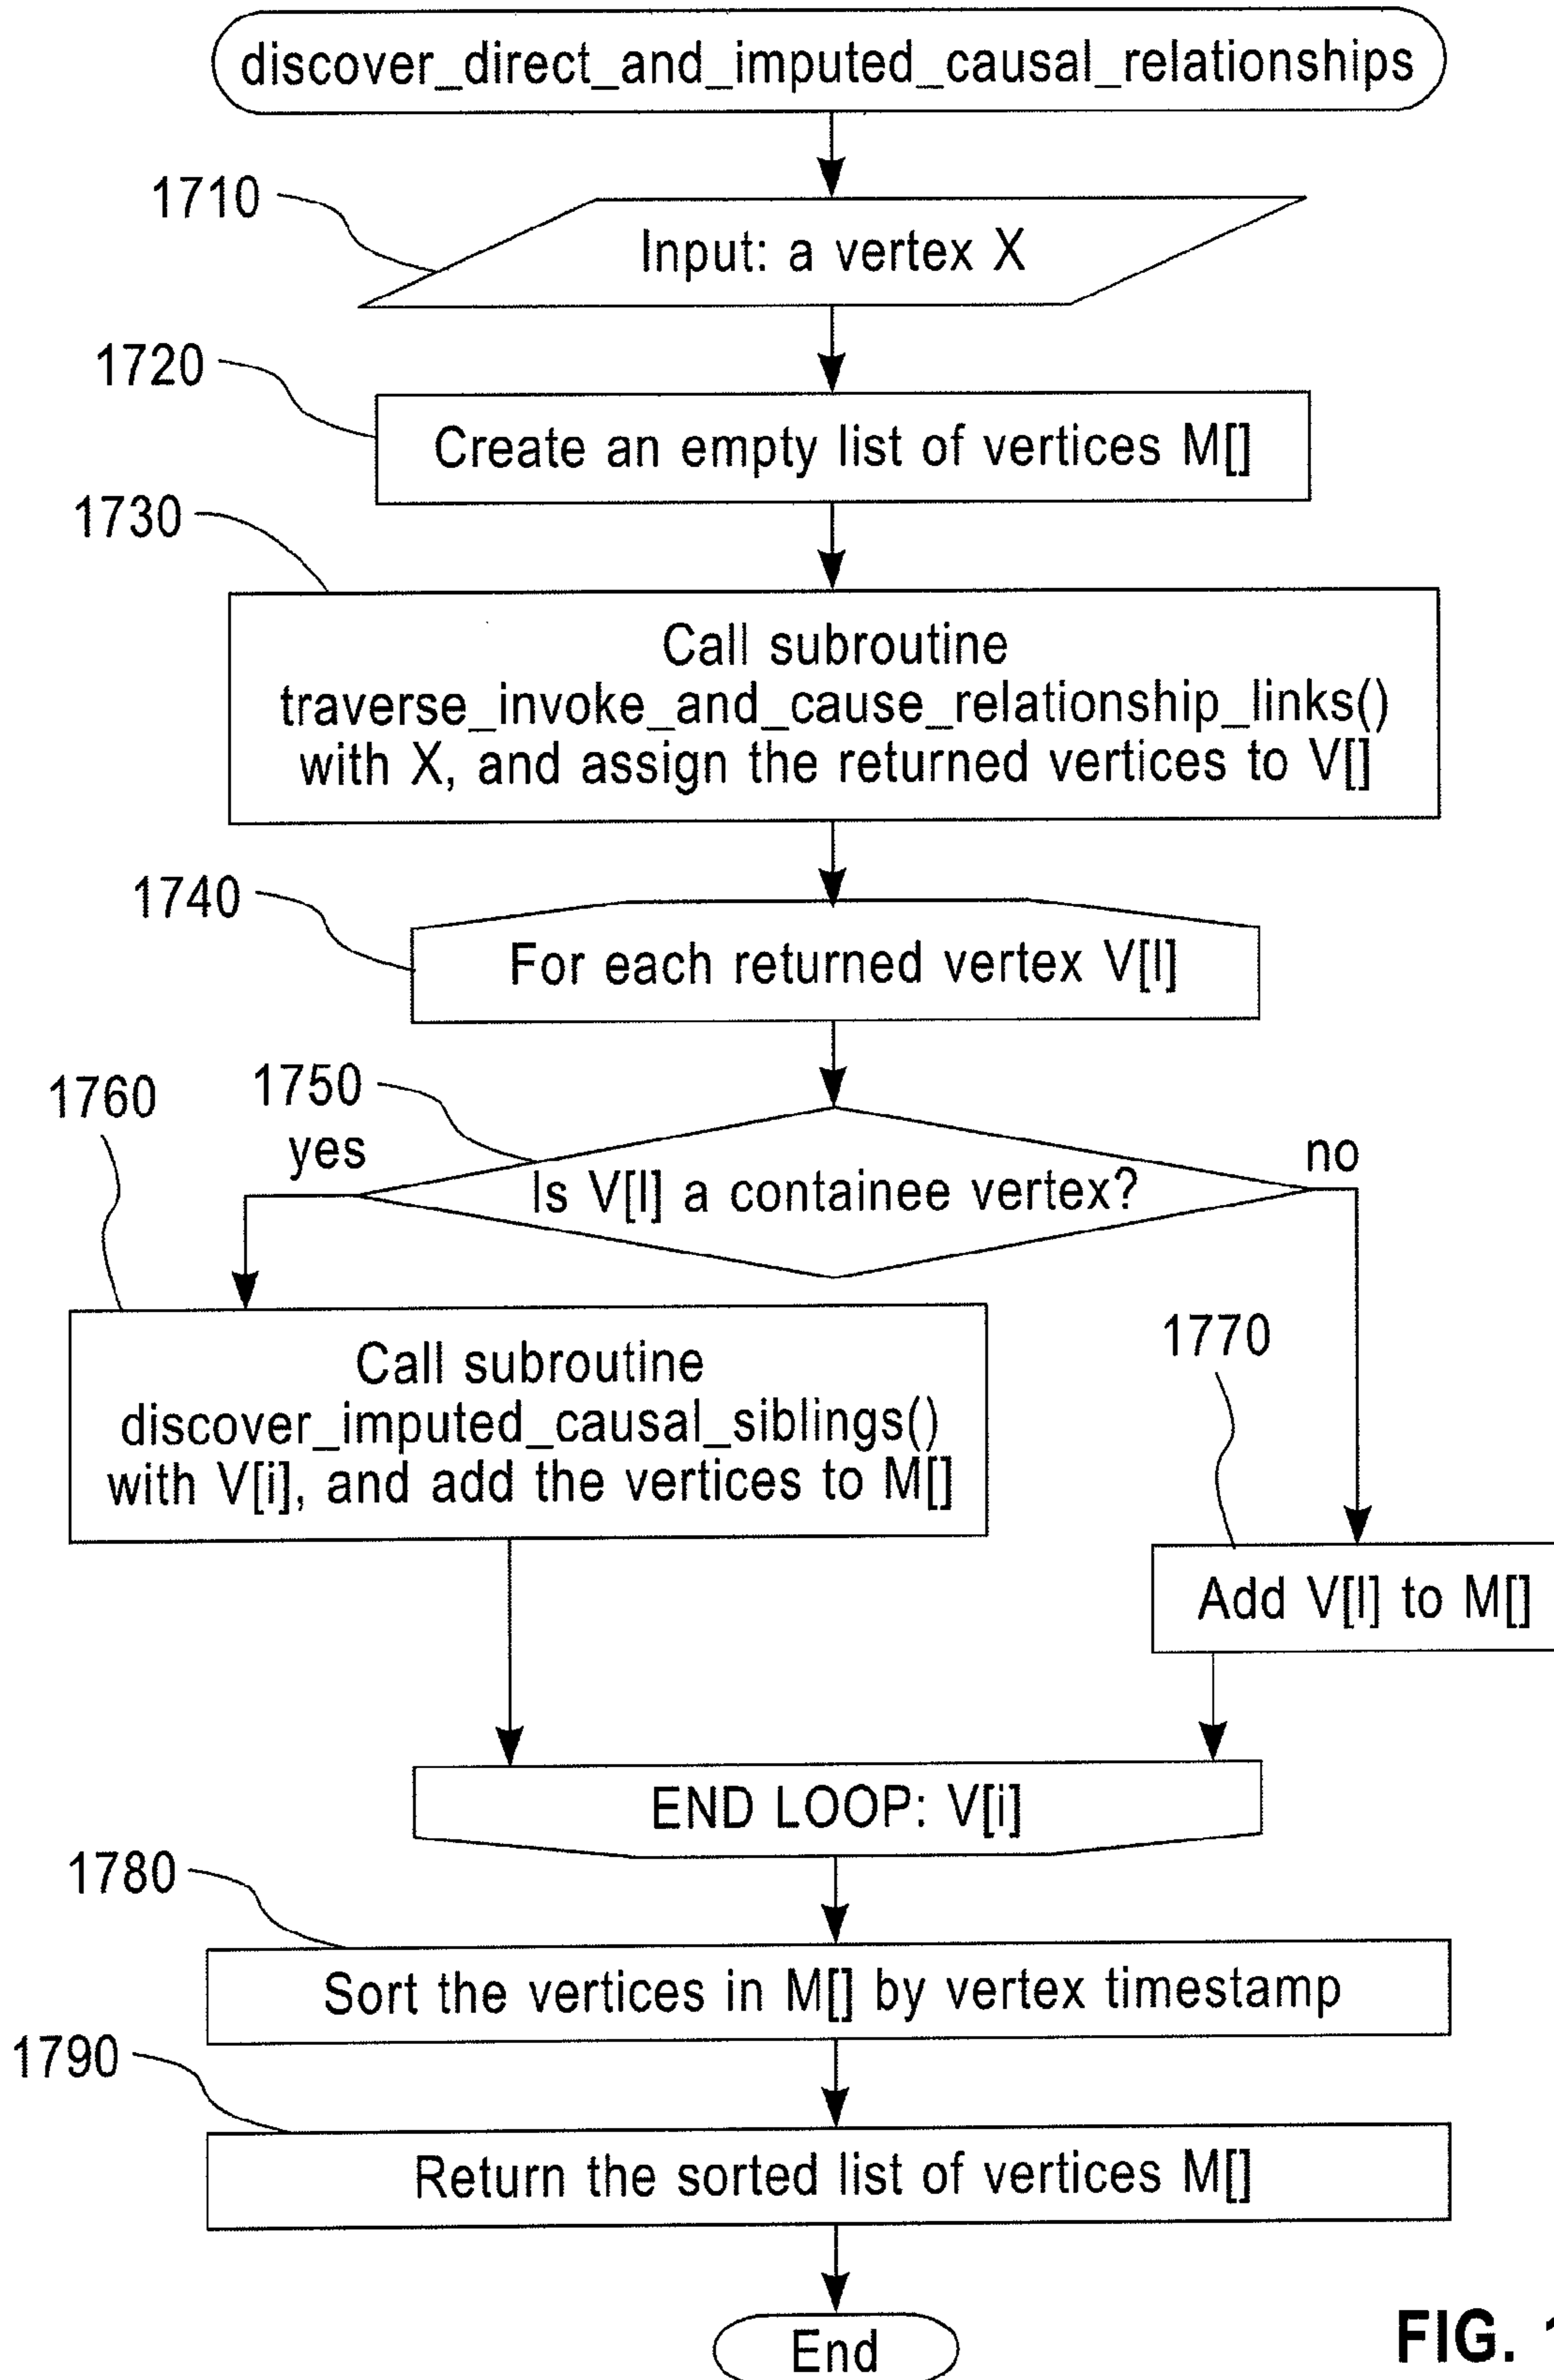 discover_direct_and_imputed_causal_relationships
1710
Input: a vertex X
1720
Create an empty list of vertices M[]
1730
Call subroutine
traverse_invoke_and_cause_relationship_links()
with X, and assign the returned vertices to V[]
1740
For each returned vertex V[I]
1750
1760
yes
no
Is V[I] a containee vertex?
1770
Call subroutine
discover_imputed_causal_siblings()
with V[i], and add the vertices to M[]
Add V[I] to M[]
END LOOP: V[i]
1780
Sort the vertices in M[] by vertex timestamp
1790
Return the sorted list of vertices M[]
End
FIG. 1